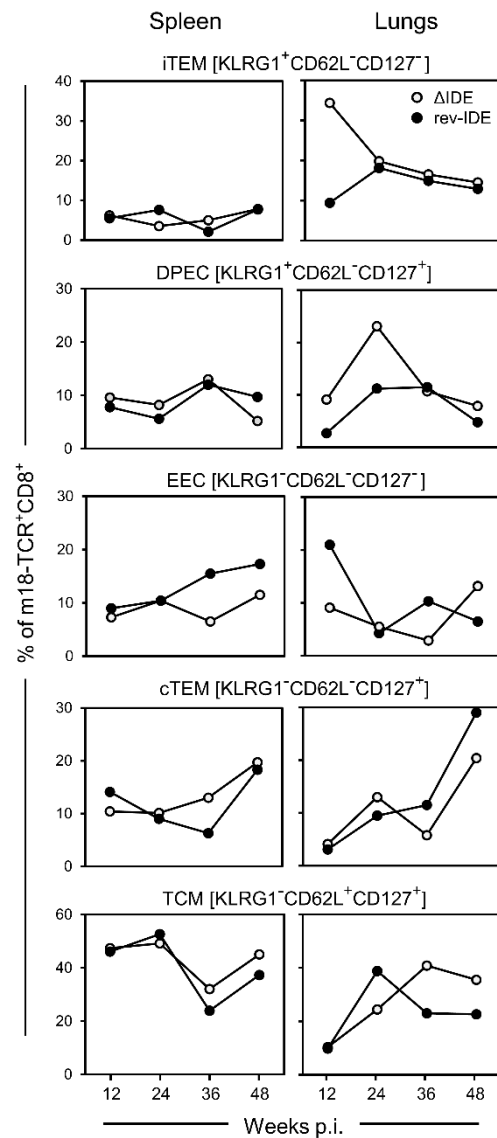 Spleen Lungs
iTEM [KLRG1⁺CD62L⁻CD127⁻]
40
30
20
10
0
ΔIDE
rev-IDE
DPEC [KLRG1⁺CD62L⁻CD127⁺]
30
20
10
0
EEC [KLRG1⁻CD62L⁻CD127⁻]
30
20
10
0
% of m18-TCR⁺CD8⁺
cTEM [KLRG1⁻CD62L⁻CD127⁺]
30
20
10
0
TCM [KLRG1⁻CD62L⁺CD127⁺]
60
40
20
0
12 24 36 48 12 24 36 48
Weeks p.i.